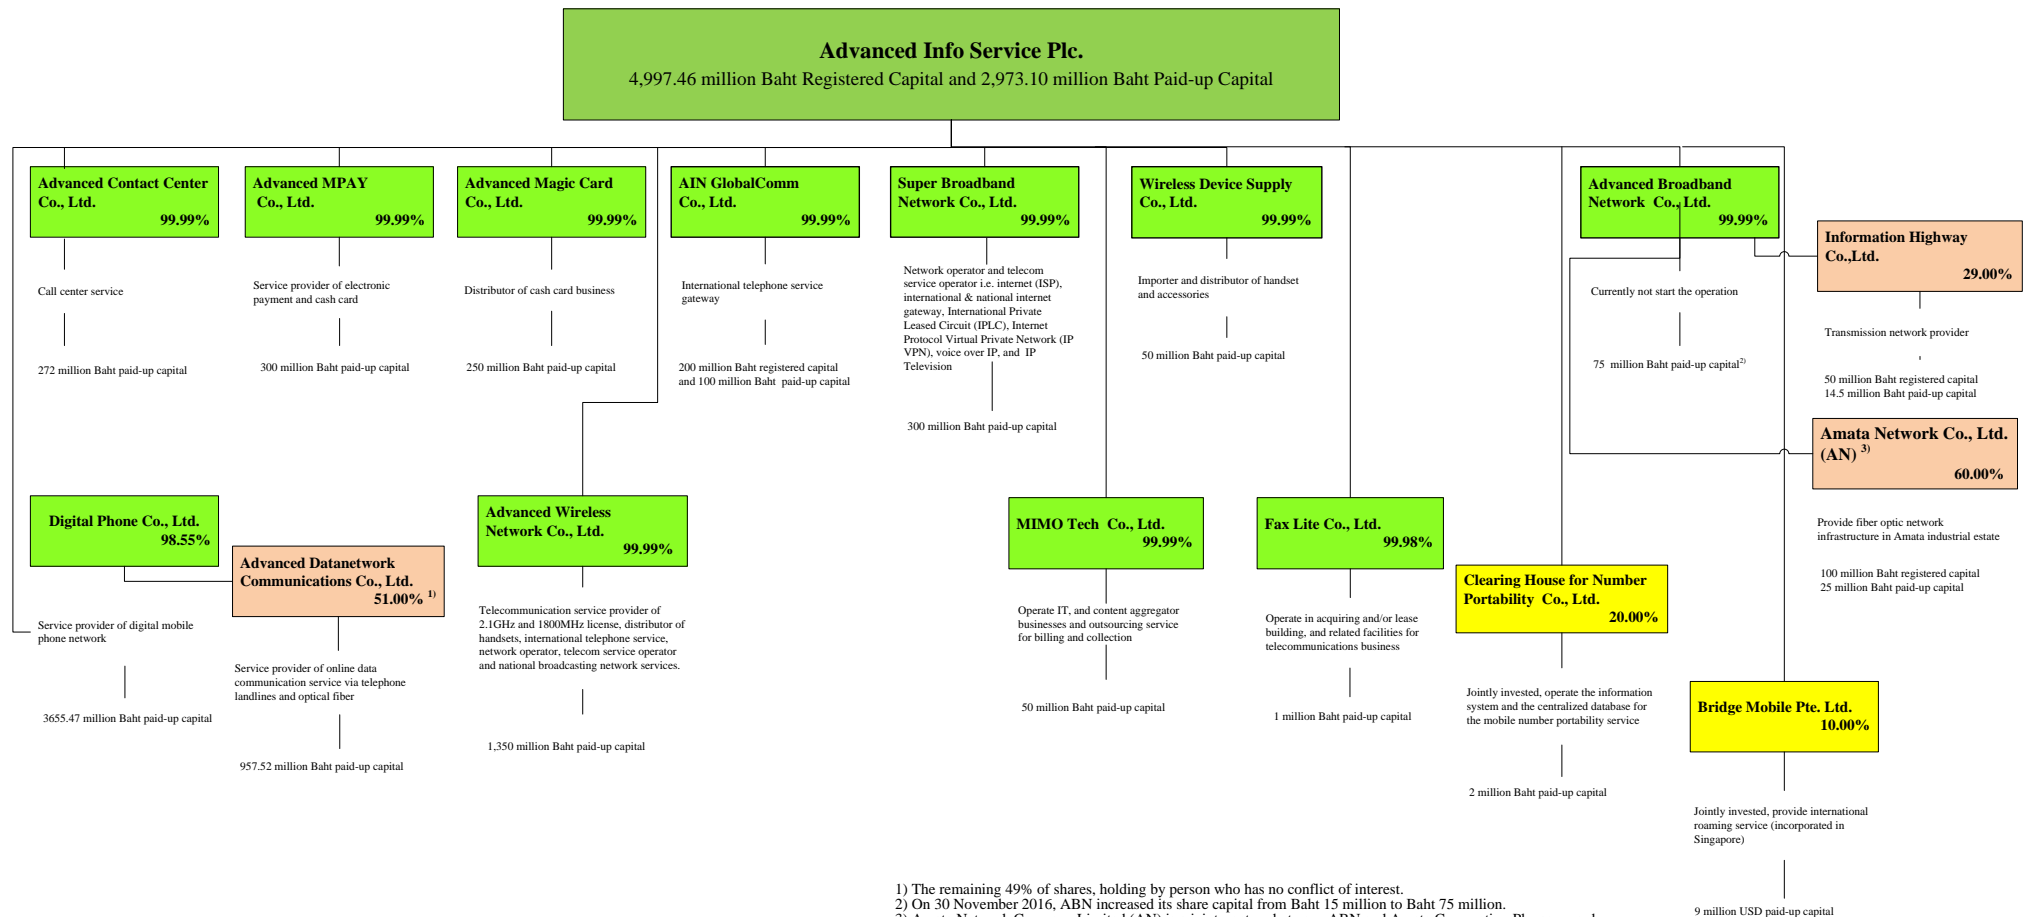 Advanced Info Service Plc.
4,997.46 million Baht Registered Capital and 2,973.10 million Baht Paid-up Capital
Advanced Contact Center
Co., Ltd.
99.99%
Call center service
272 million Baht paid-up capital
Advanced MPAY
Co., Ltd.
99.99%
Service provider of electronic
payment and cash card
300 million Baht paid-up capital
Advanced Magic Card
Co., Ltd.
99.99%
Distributor of cash card business
250 million Baht paid-up capital
AIN GlobalComm
Co., Ltd.
99.99%
International telephone service
gateway
200 million Baht registered capital
and 100 million Baht paid-up capital
Super Broadband
Network Co., Ltd.
99.99%
Network operator and telecom
service operator i.e. internet (ISP),
international & national internet
gateway, International Private
Leased Circuit (IPLC), Internet
Protocol Virtual Private Network (IP
VPN), voice over IP, and IP
Television
300 million Baht paid-up capital
Wireless Device Supply
Co., Ltd.
99.99%
Importer and distributor of handset
and accessories
50 million Baht paid-up capital
Advanced Broadband
Network Co., Ltd.
99.99%
Currently not start the operation
75 million Baht paid-up capital2)
Information Highway
Co.,Ltd.
29.00%
Transmission network provider
50 million Baht registered capital
14.5 million Baht paid-up capital
Amata Network Co., Ltd.
(AN) 3)
60.00%
Provide fiber optic network
infrastructure in Amata industrial estate
100 million Baht registered capital
25 million Baht paid-up capital
Digital Phone Co., Ltd.
98.55%
Service provider of digital mobile
phone network
3655.47 million Baht paid-up capital
Advanced Datanetwork
Communications Co., Ltd.
51.00% 1)
Service provider of online data
communication service via telephone
landlines and optical fiber
957.52 million Baht paid-up capital
Advanced Wireless
Network Co., Ltd.
99.99%
Telecommunication service provider of
2.1GHz and 1800MHz license, distributor of
handsets, international telephone service,
network operator, telecom service operator
and national broadcasting network services.
1,350 million Baht paid-up capital
MIMO Tech Co., Ltd.
99.99%
Operate IT, and content aggregator
businesses and outsourcing service
for billing and collection
50 million Baht paid-up capital
Fax Lite Co., Ltd.
99.98%
Operate in acquiring and/or lease
building, and related facilities for
telecommunications business
1 million Baht paid-up capital
Clearing House for Number
Portability Co., Ltd.
20.00%
Jointly invested, operate the information
system and the centralized database for
the mobile number portability service
2 million Baht paid-up capital
Bridge Mobile Pte. Ltd.
10.00%
Jointly invested, provide international
roaming service (incorporated in
Singapore)
9 million USD paid-up capital
1) The remaining 49% of shares, holding by person who has no conflict of interest.
2) On 30 November 2016, ABN increased its share capital from Baht 15 million to Baht 75 million.